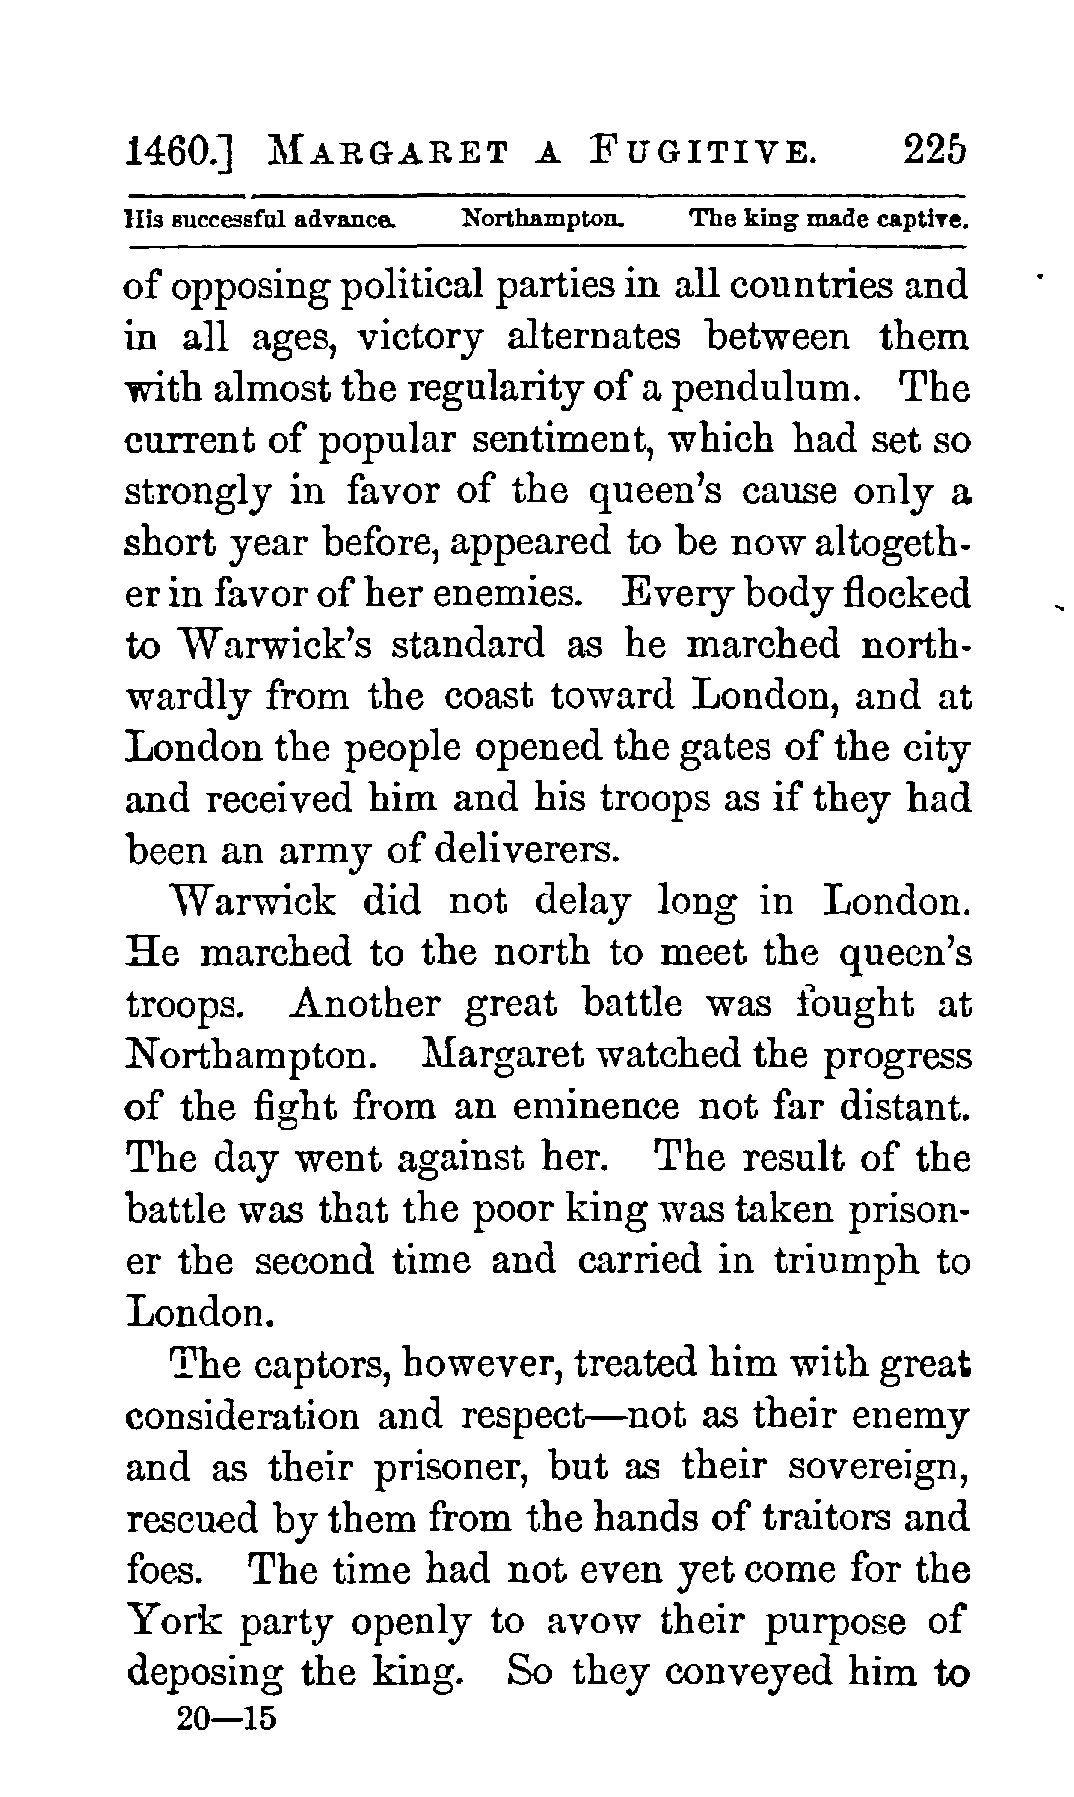 1460.] MARGARET A FUGITIVE. 225
His successful advance. Northampton. The king made captive.
of opposing political parties in all countries and
in all ages, victory alternates between them
with almost the regularity of a pendulum. The
current of popular sentiment, which had set so
strongly in favor of the queen's cause only a
short year before, appeared to be now altogeth-
er in favor of her enemies. Every body flocked
to Warwick's standard as he marched north-
wardly from the coast toward London, and at
London the people opened the gates of the city
and received him and his troops as if they had
been an army of deliverers.
Warwick did not delay long in London.
He marched to the north to meet the queen's
troops. Another great battle was fought at
Northampton. Margaret watched the progress
of the fight from an eminence not far distant.
The day went against her. The result of the
battle was that the poor king was taken prison-
er the second time and carried in triumph to
London.
The captors, however, treated him with great
consideration and respect—not as their enemy
and as their prisoner, but as their sovereign,
rescued by them from the hands of traitors and
foes. The time had not even yet come for the
York party openly to avow their purpose of
deposing the king. So they conveyed him to
20—15